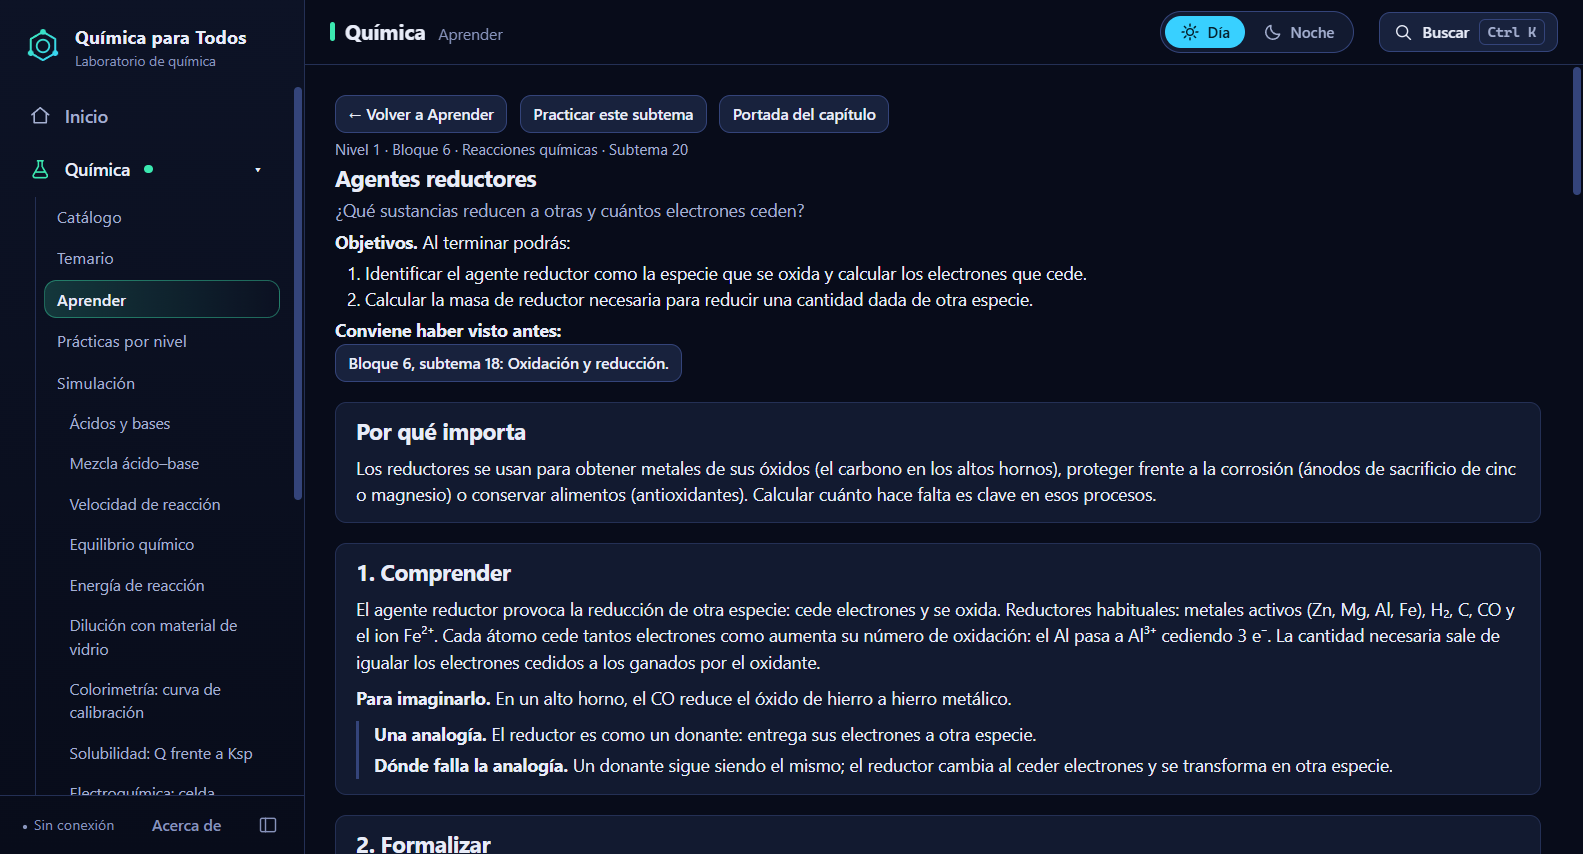 Química para Todos
Laboratorio de química
Inicio
Química
Catálogo
Temario
Aprender
Prácticas por nivel
Simulación
Ácidos y bases
Mezcla ácido–base
Velocidad de reacción
Equilibrio químico
Energía de reacción
Dilución con material de
vidrio
Colorimetría: curva de
calibración
Solubilidad: Q frente a Ksp
Electroquímica: celda
• Sin conexión
Acerca de
Química Aprender
Día
Noche
Buscar Ctrl K
← Volver a Aprender
Practicar este subtema
Portada del capítulo
Nivel 1 · Bloque 6 · Reacciones químicas · Subtema 20
Agentes reductores
¿Qué sustancias reducen a otras y cuántos electrones ceden?
Objetivos. Al terminar podrás:
1. Identificar el agente reductor como la especie que se oxida y calcular los electrones que cede.
2. Calcular la masa de reductor necesaria para reducir una cantidad dada de otra especie.
Conviene haber visto antes:
Bloque 6, subtema 18: Oxidación y reducción.
Por qué importa
Los reductores se usan para obtener metales de sus óxidos (el carbono en los altos hornos), proteger frente a la corrosión (ánodos de sacrificio de cinc
o magnesio) o conservar alimentos (antioxidantes). Calcular cuánto hace falta es clave en esos procesos.
1. Comprender
El agente reductor provoca la reducción de otra especie: cede electrones y se oxida. Reductores habituales: metales activos (Zn, Mg, Al, Fe), H₂, C, CO y
el ion Fe²⁺. Cada átomo cede tantos electrones como aumenta su número de oxidación: el Al pasa a Al³⁺ cediendo 3 e⁻. La cantidad necesaria sale de
igualar los electrones cedidos a los ganados por el oxidante.
Para imaginarlo. En un alto horno, el CO reduce el óxido de hierro a hierro metálico.
Una analogía. El reductor es como un donante: entrega sus electrones a otra especie.
Dónde falla la analogía. Un donante sigue siendo el mismo; el reductor cambia al ceder electrones y se transforma en otra especie.
2. Formalizar